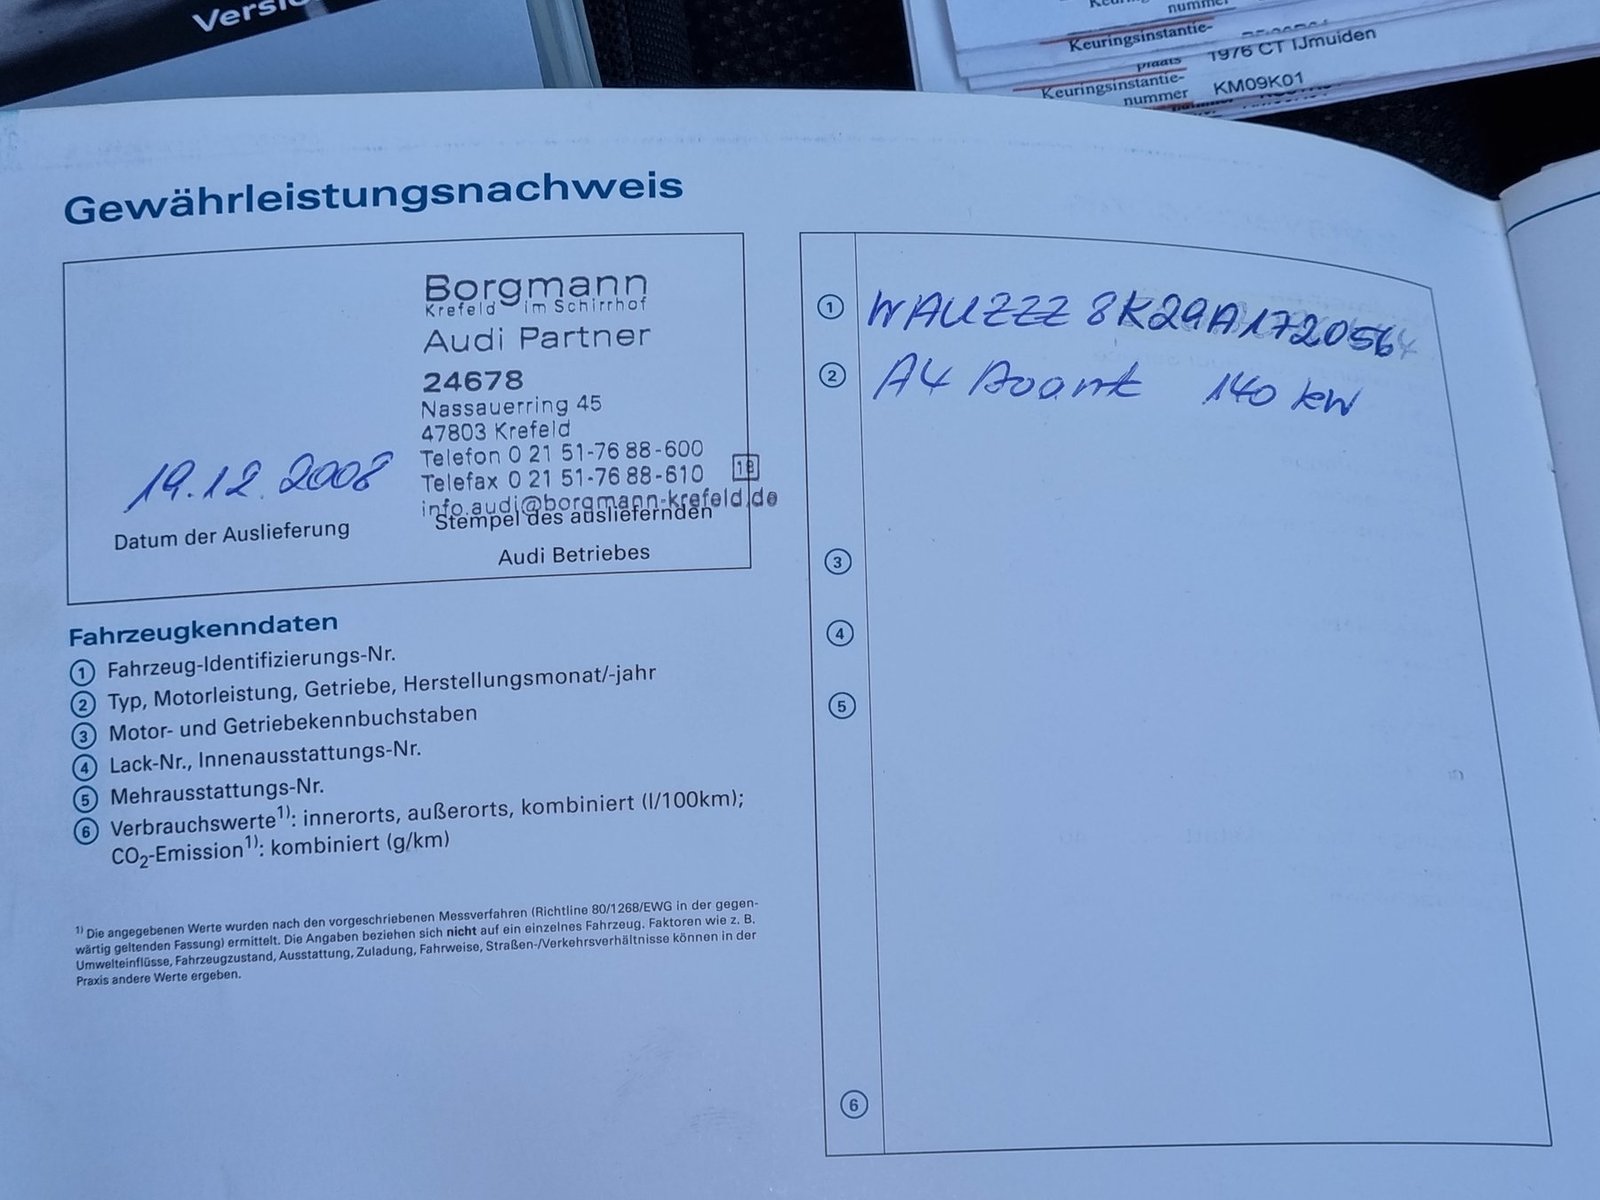 Keurings
nummer
Keuringsinstantie-
plaats 1976 CT IJmuiden
Keuringsinstantie-
nummer KM09K01
Gewährleistungsnachweis
Borgmann
Krefeld im Schirrhof
Audi Partner
24678
Nassauerring 45
47803 Krefeld
Telefon 0 21 51-76 88-600
Telefax 0 21 51-76 88-610 18
info.audi@borgmann-krefeld.de
19.12.2008
Datum der Auslieferung
Stempel des ausliefernden
Audi Betriebes
Fahrzeugkenndaten
1 Fahrzeug-Identifizierungs-Nr.
2 Typ, Motorleistung, Getriebe, Herstellungsmonat/-jahr
3 Motor- und Getriebekennbuchstaben
4 Lack-Nr., Innenausstattungs-Nr.
5 Mehrausstattungs-Nr.
6 Verbrauchswerte1): innerorts, außerorts, kombiniert (l/100km);
CO2-Emission1): kombiniert (g/km)
1) Die angegebenen Werte wurden nach den vorgeschriebenen Messverfahren (Richtline 80/1268/EWG in der gegen-
wärtig geltenden Fassung) ermittelt. Die Angaben beziehen sich nicht auf ein einzelnes Fahrzeug. Faktoren wie z. B.
Umwelteinflüsse, Fahrzeugzustand, Ausstattung, Zuladung, Fahrweise, Straßen-/Verkehrsverhältnisse können in der
Praxis andere Werte ergeben.
1 WAUZZZ 8K29A172056
2 A4 Avant 140 kW
3
4
5
6